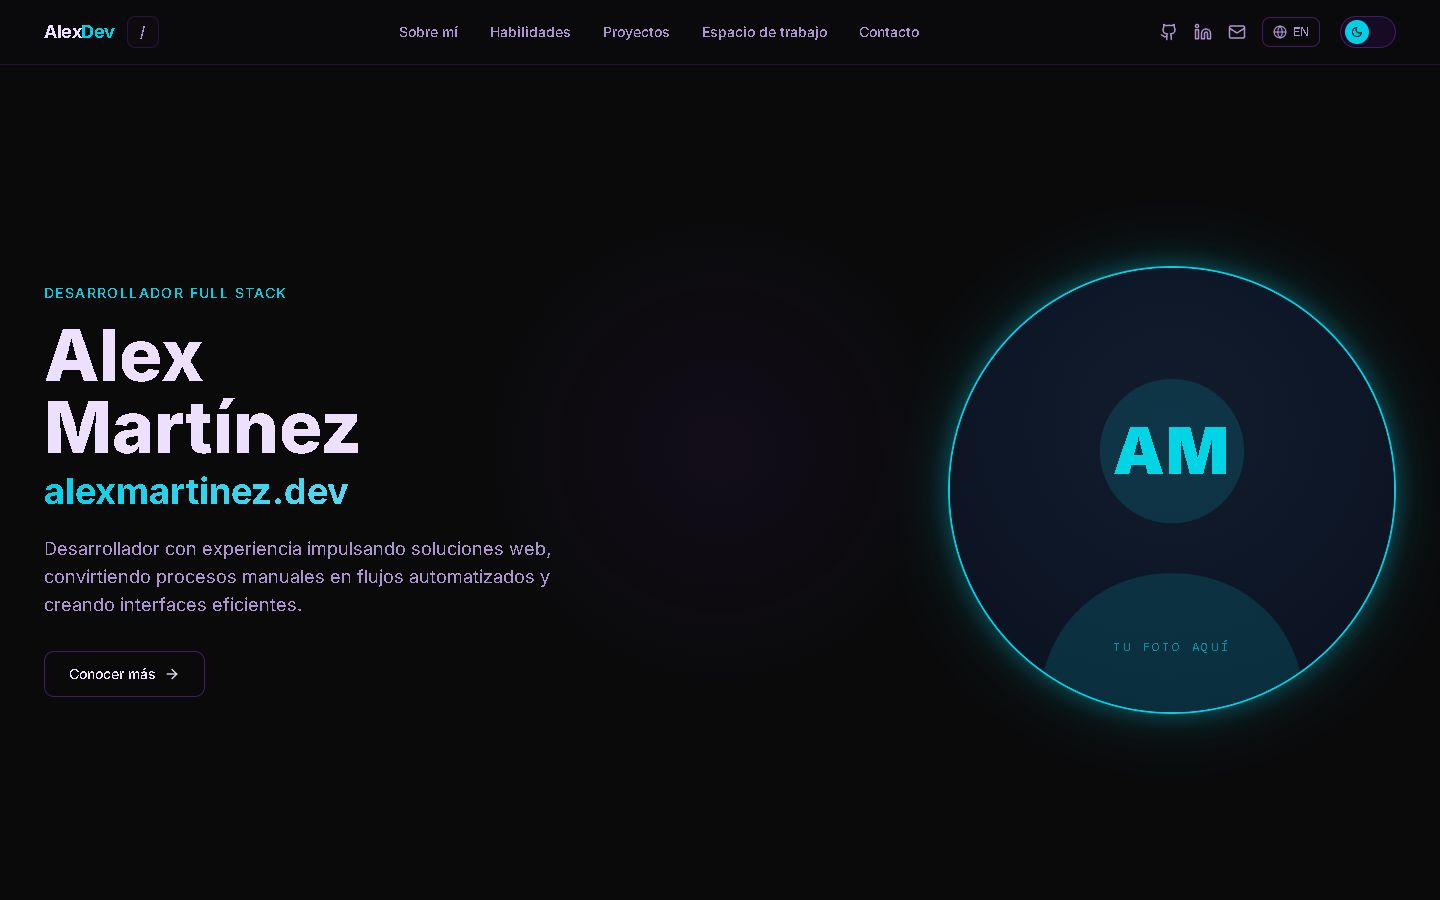 AlexDev /
Sobre mí Habilidades Proyectos Espacio de trabajo Contacto
EN
DESARROLLADOR FULL STACK
Alex
Martínez
alexmartinez.dev
Desarrollador con experiencia impulsando soluciones web,
convirtiendo procesos manuales en flujos automatizados y
creando interfaces eficientes.
Conocer más →
AM
TU FOTO AQUÍ